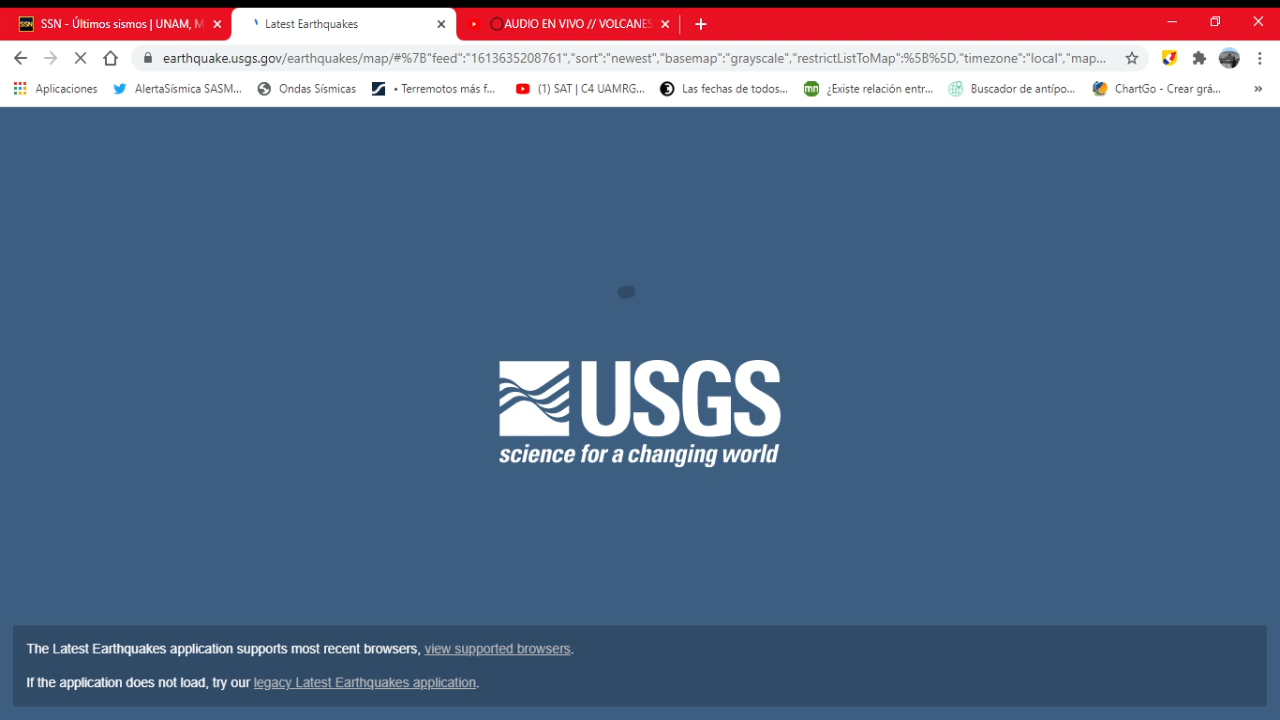 SSN - Últimos sismos | UNAM, M
Latest Earthquakes
AUDIO EN VIVO // VOLCANES
earthquake.usgs.gov/earthquakes/map/#%7B"feed":"1613635208761","sort":"newest","basemap":"grayscale","restrictListToMap":%5B%5D,"timezone":"local","map...
Aplicaciones
AlertaSísmica SASM...
Ondas Sísmicas
• Terremotos más f...
(1) SAT | C4 UAMRG...
Las fechas de todos...
¿Existe relación entr...
Buscador de antípo...
ChartGo - Crear grá...
»
USGS
science for a changing world
The Latest Earthquakes application supports most recent browsers, view supported browsers.
If the application does not load, try our legacy Latest Earthquakes application.